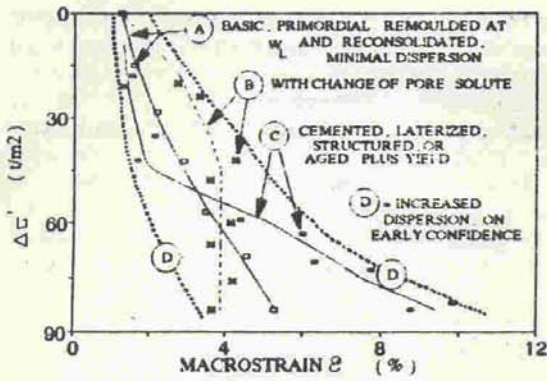 0
A
BASIC, PRIMORDIAL REMOULDED AT
WL AND RECONSOLIDATED,
MINIMAL DISPERSION
B
WITH CHANGE OF PORE SOLUTE
30
C
CEMENTED, LATERIZED,
STRUCTURED, OR
AGED PLUS YIELD
Δσ' (t/m2)
60
D = INCREASED
DISPERSION, ON
EARLY CONFIDENCE
D
D
90
0 4 8 12
MACROSTRAIN ε (%)